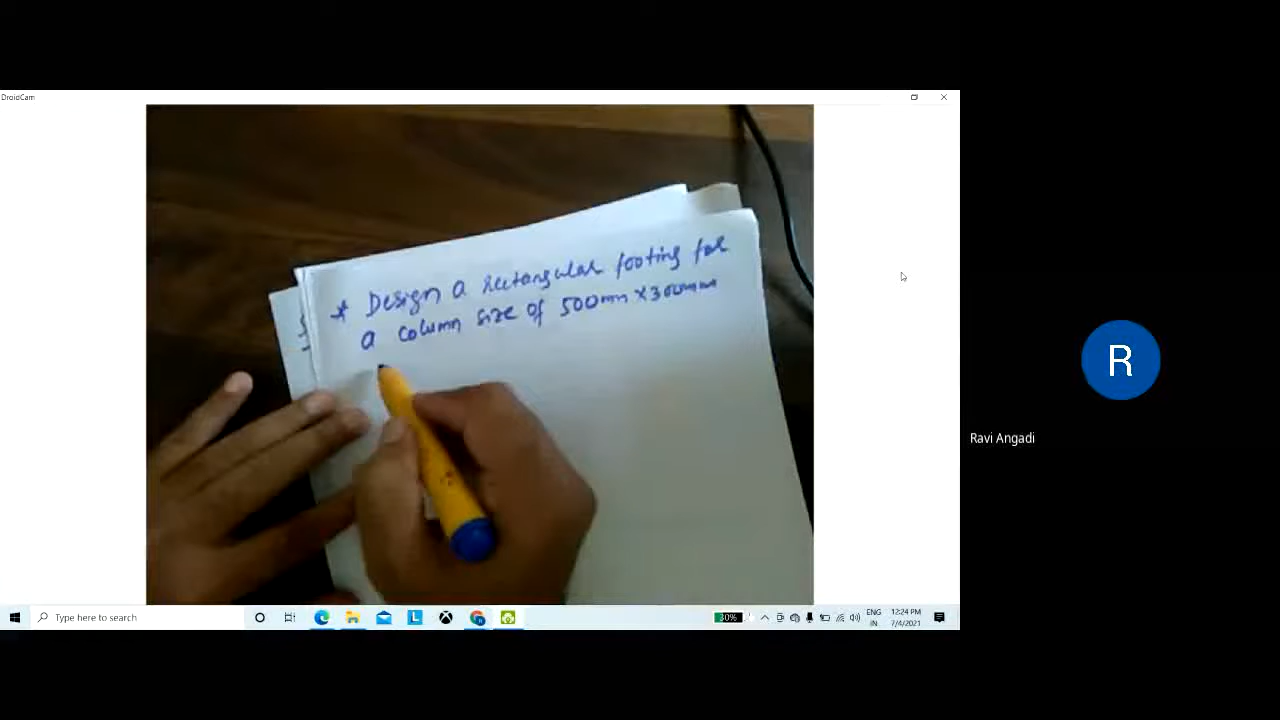 DroidCam
* Design a rectangular footing for
a column size of 500mm x 300mm
R
Ravi Angadi
Type here to search
30%
ENG
IN
12:24 PM
7/4/2021